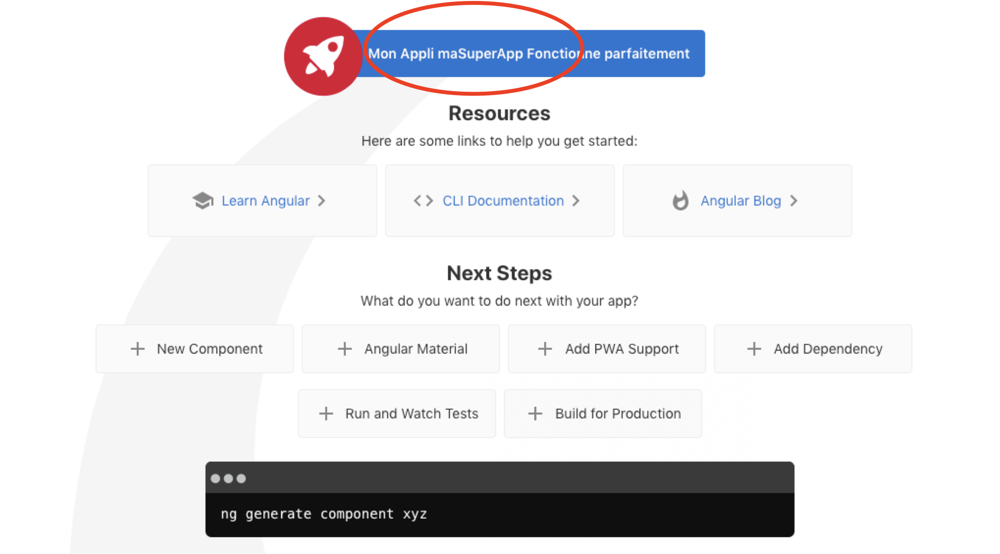 Mon Appli maSuperApp Fonctionne parfaitement
Resources
Here are some links to help you get started:
Learn Angular
CLI Documentation
Angular Blog
Next Steps
What do you want to do next with your app?
New Component
Angular Material
Add PWA Support
Add Dependency
Run and Watch Tests
Build for Production
ng generate component xyz